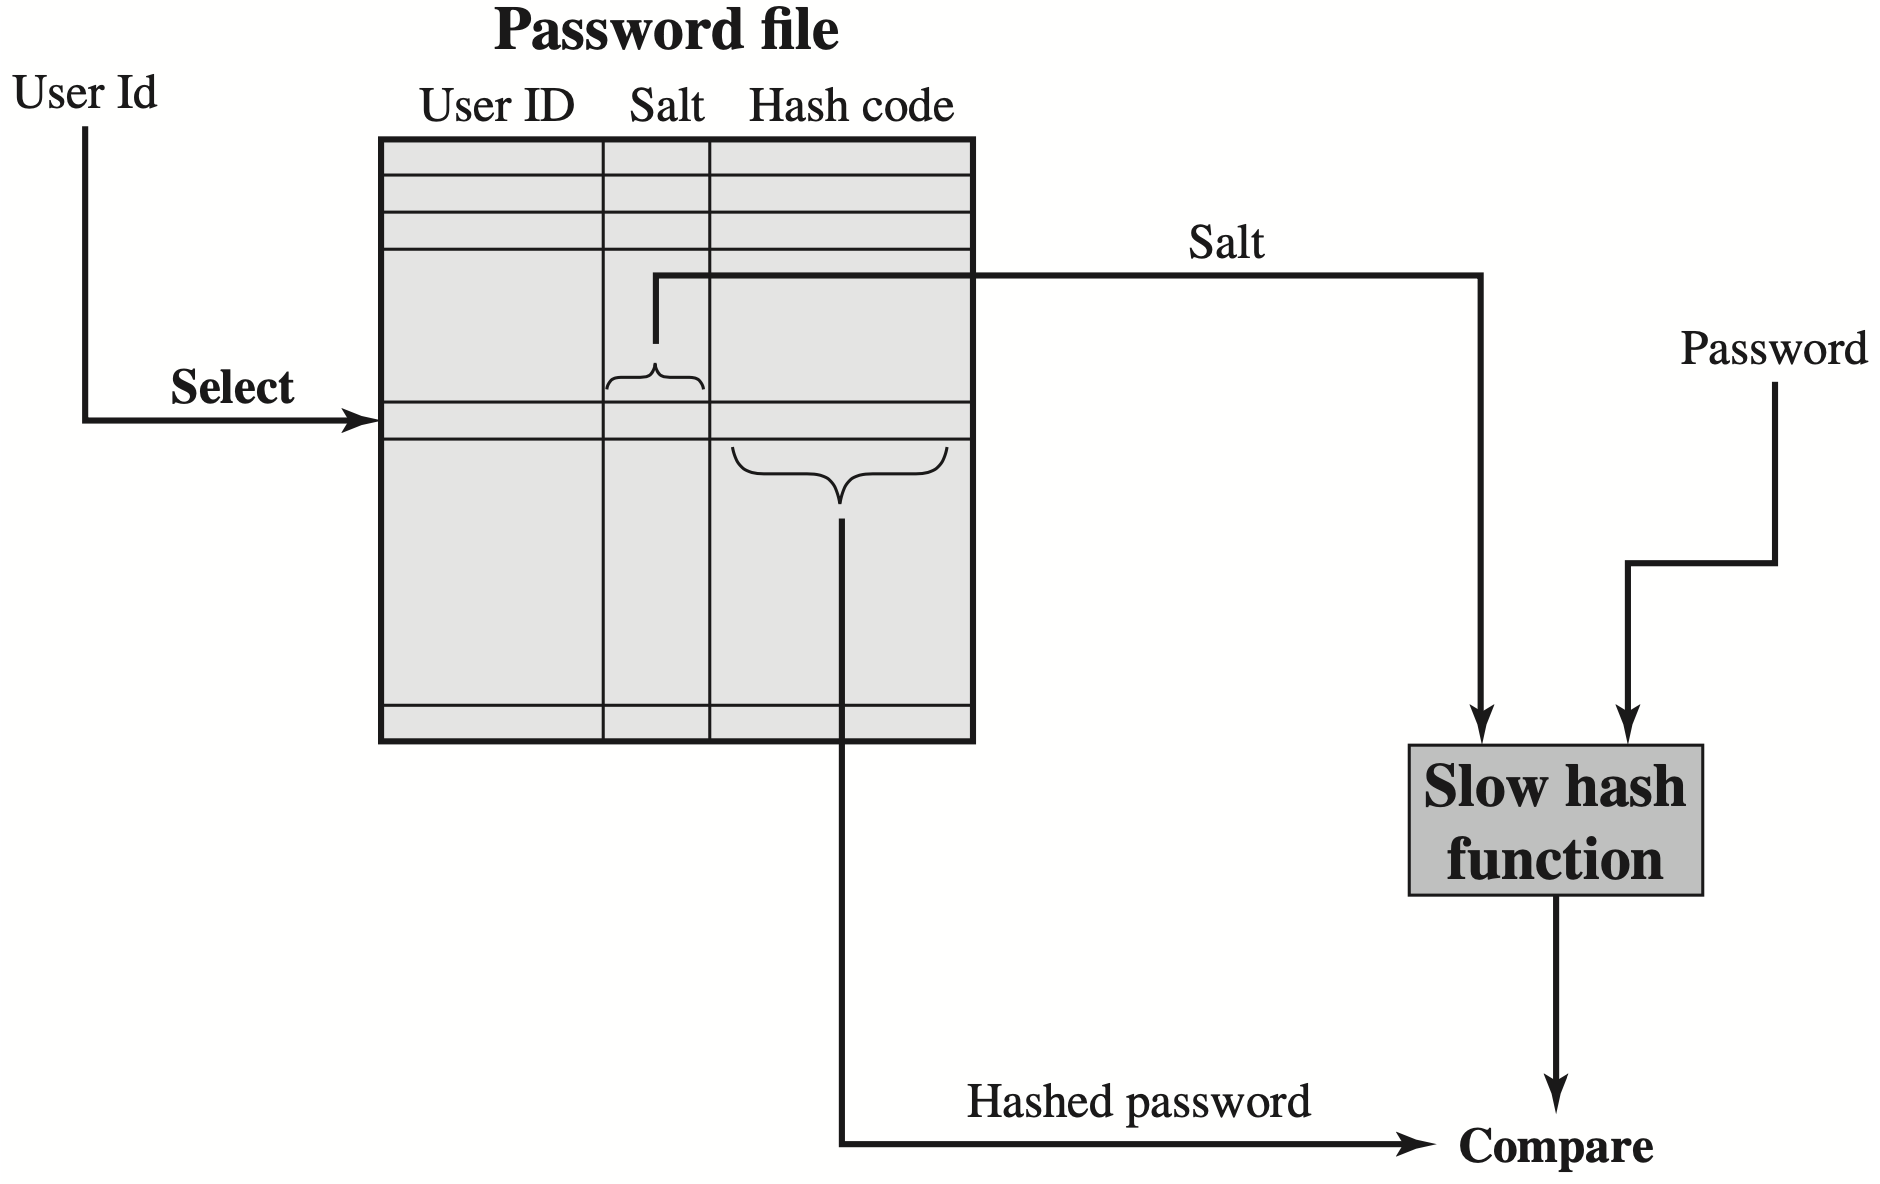 Password file
User Id
User ID Salt Hash code
Salt
Password
Select
Slow hash
function
Hashed password
Compare